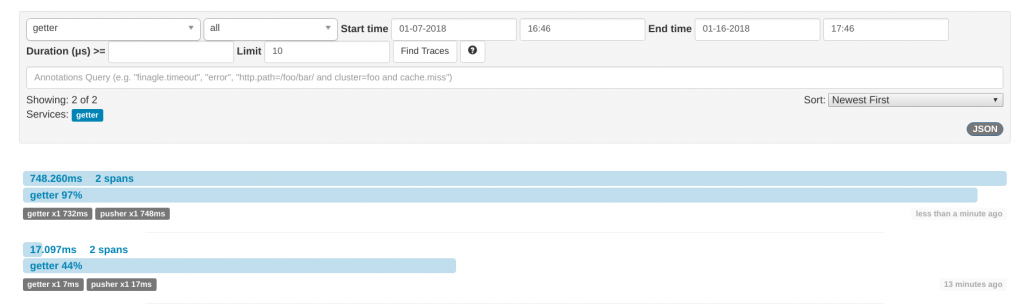 getter all Start time 01-07-2018 16:46 End time 01-16-2018 17:46
Duration (μs) >= Limit 10 Find Traces ?
Annotations Query (e.g. "finagle.timeout", "error", "http.path=/foo/bar/ and cluster=foo and cache.miss")
Showing: 2 of 2 Sort: Newest First
Services: getter
JSON
748.260ms 2 spans
getter 97%
getter x1 732ms pusher x1 748ms less than a minute ago
17.097ms 2 spans
getter 44%
getter x1 7ms pusher x1 17ms 13 minutes ago